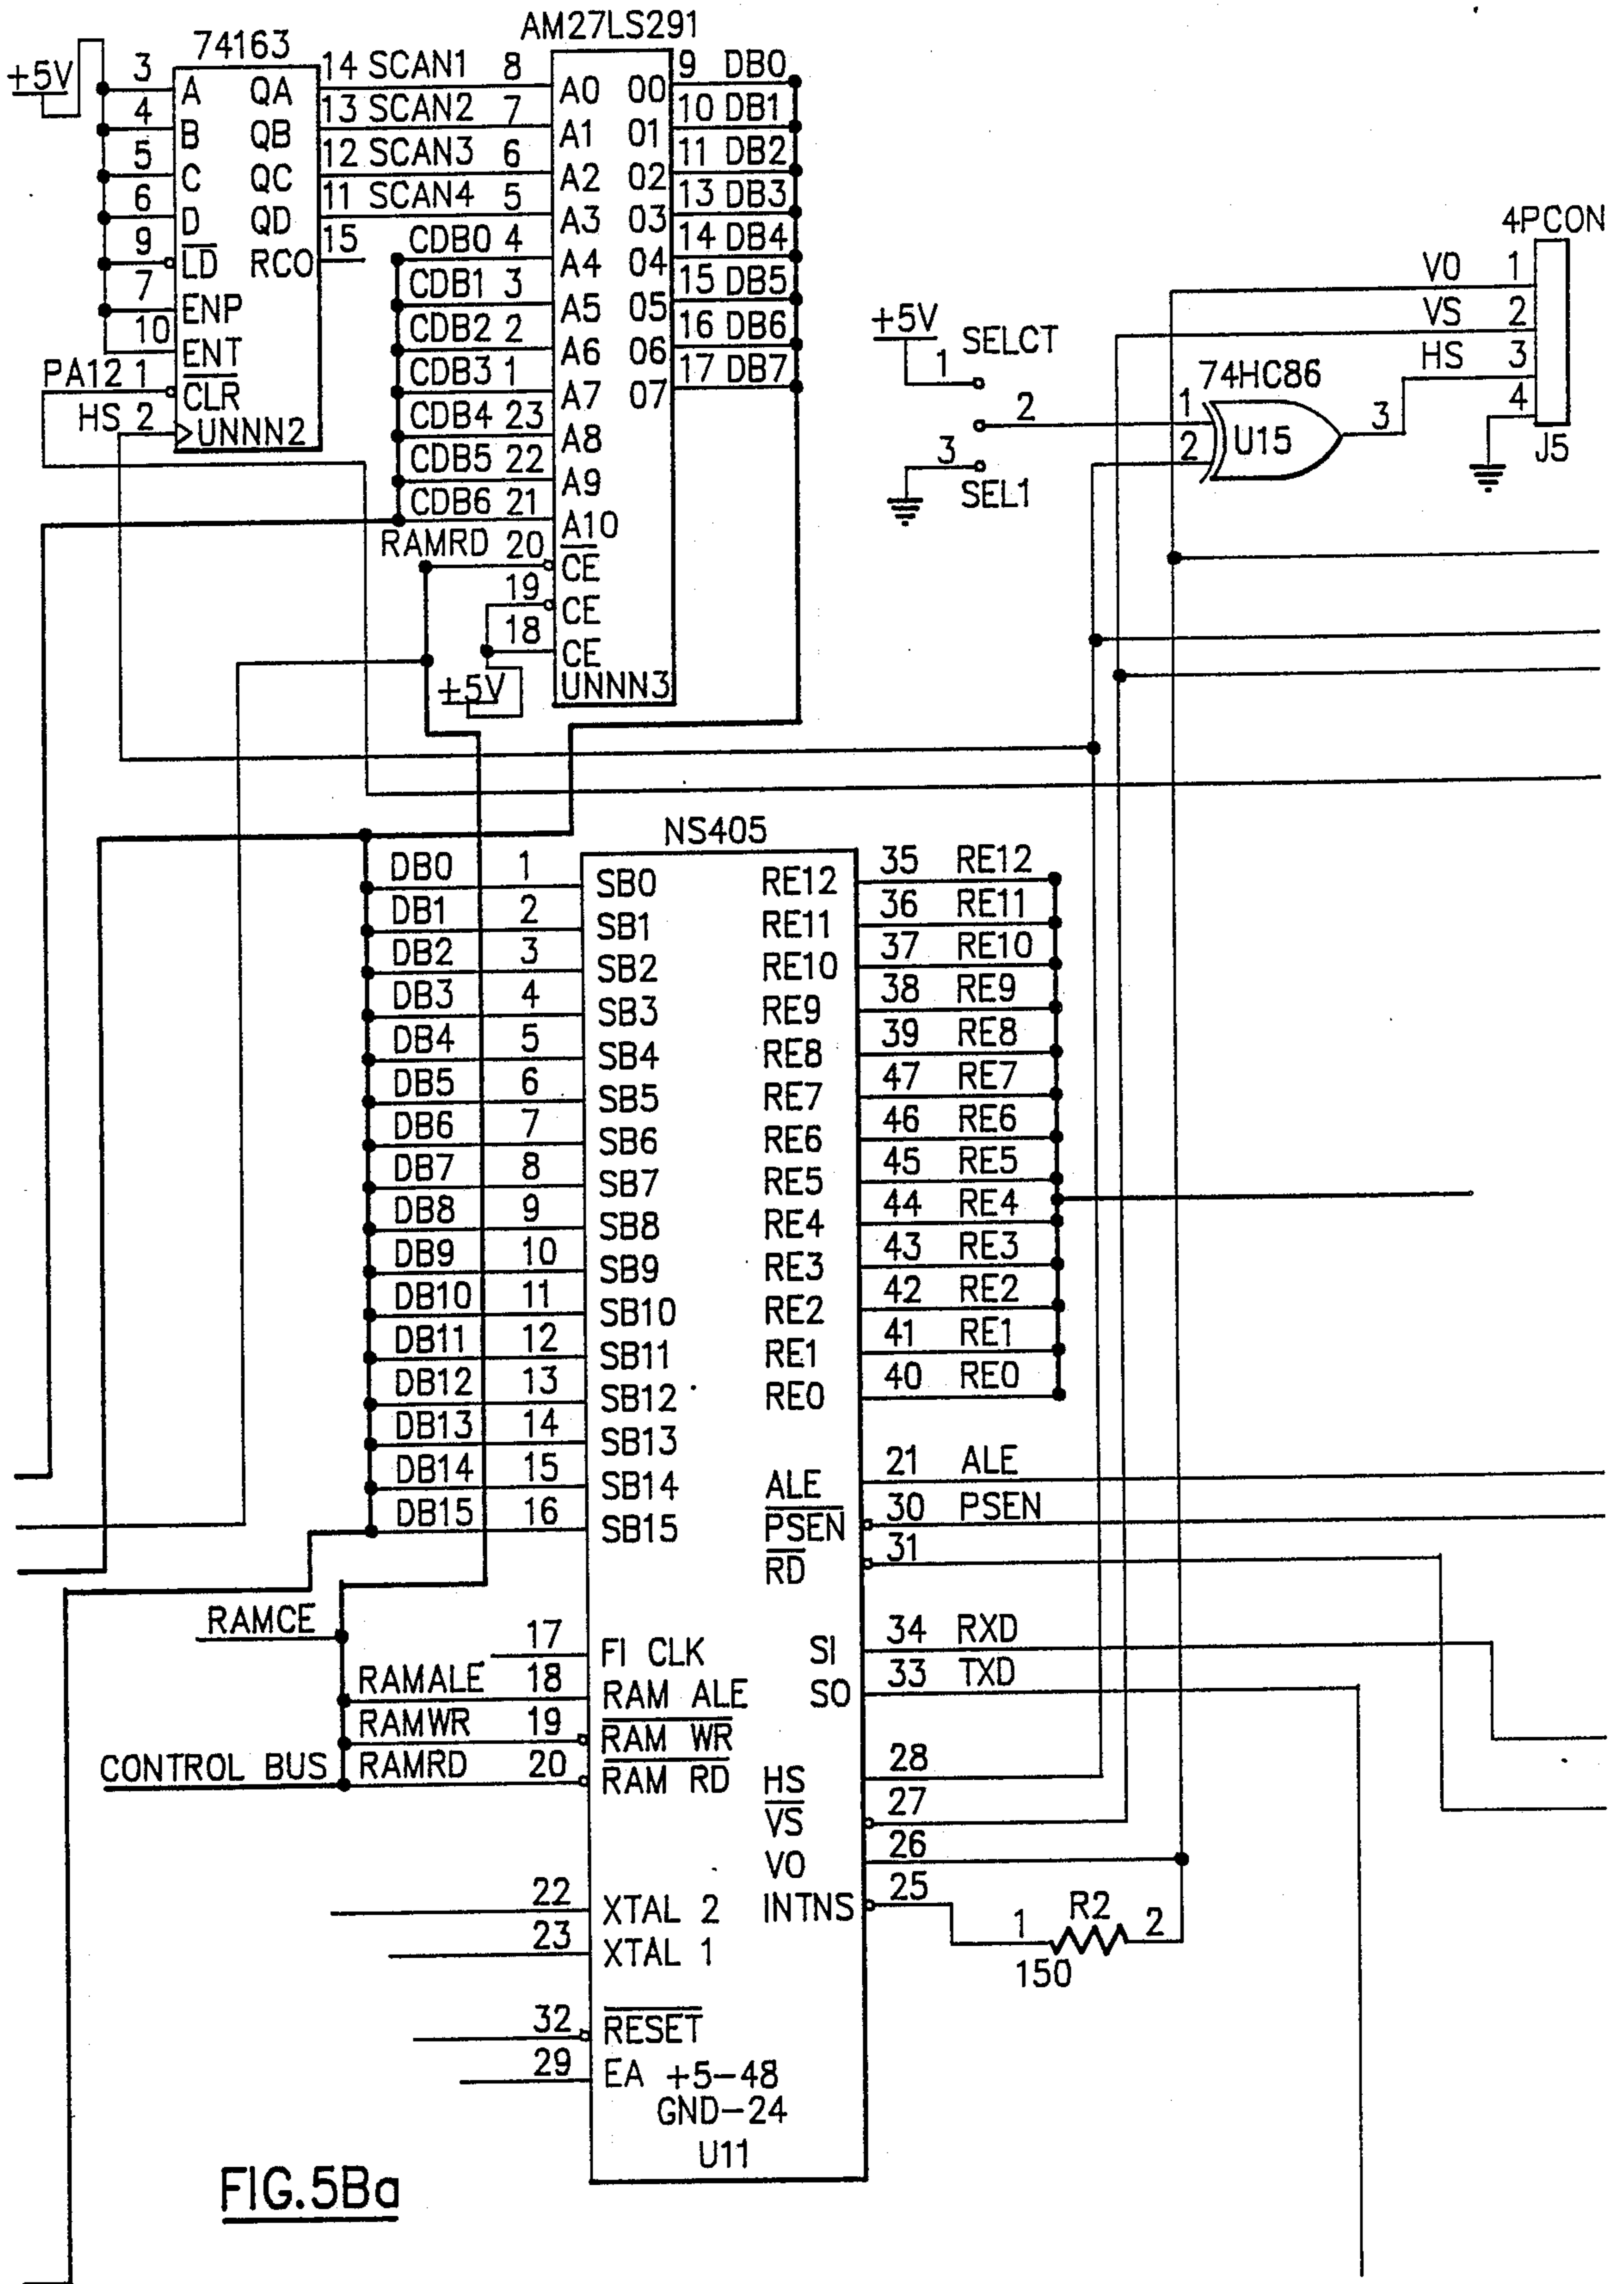 AM27LS291
74163
+5V
3 A QA 14 SCAN1 8 A0 00 9 DB0
4 B QB 13 SCAN2 7 A1 01 10 DB1
5 C QC 12 SCAN3 6 A2 02 11 DB2
6 D QD 11 SCAN4 5 A3 03 13 DB3
9 LD RCO 15 CDB0 4 A4 04 14 DB4
7 ENP CDB1 3 A5 05 15 DB5
10 ENT CDB2 2 A6 06 16 DB6
PA12 1 CLR CDB3 1 A7 07 17 DB7
HS 2 UNNN2 CDB4 23 A8
CDB5 22 A9
CDB6 21 A10
RAMRD 20 CE
19 CE
18 CE
+5V
UNNN3
4PCON
VO 1
VS 2
HS 3
4
J5
+5V
1 SELCT
2
3
SEL1
74HC86
1
2 U15 3
NS405
DB0 1 SB0 RE12 35 RE12
DB1 2 SB1 RE11 36 RE11
DB2 3 SB2 RE10 37 RE10
DB3 4 SB3 RE9 38 RE9
DB4 5 SB4 RE8 39 RE8
DB5 6 SB5 RE7 47 RE7
DB6 7 SB6 RE6 46 RE6
DB7 8 SB7 RE5 45 RE5
DB8 9 SB8 RE4 44 RE4
DB9 10 SB9 RE3 43 RE3
DB10 11 SB10 RE2 42 RE2
DB11 12 SB11 RE1 41 RE1
DB12 13 SB12 RE0 40 RE0
DB13 14 SB13
DB14 15 SB14 ALE 21 ALE
DB15 16 SB15 PSEN 30 PSEN
RD 31
RAMCE
17 FI CLK SI 34 RXD
RAMALE 18 RAM ALE SO 33 TXD
RAMWR 19 RAM WR
CONTROL BUS RAMRD 20 RAM RD HS 28
VS 27
VO 26
22 XTAL 2 INTNS 25
1 R2 2
150
23 XTAL 1
32 RESET
29 EA +5-48
GND-24
U11
FIG.5Ba